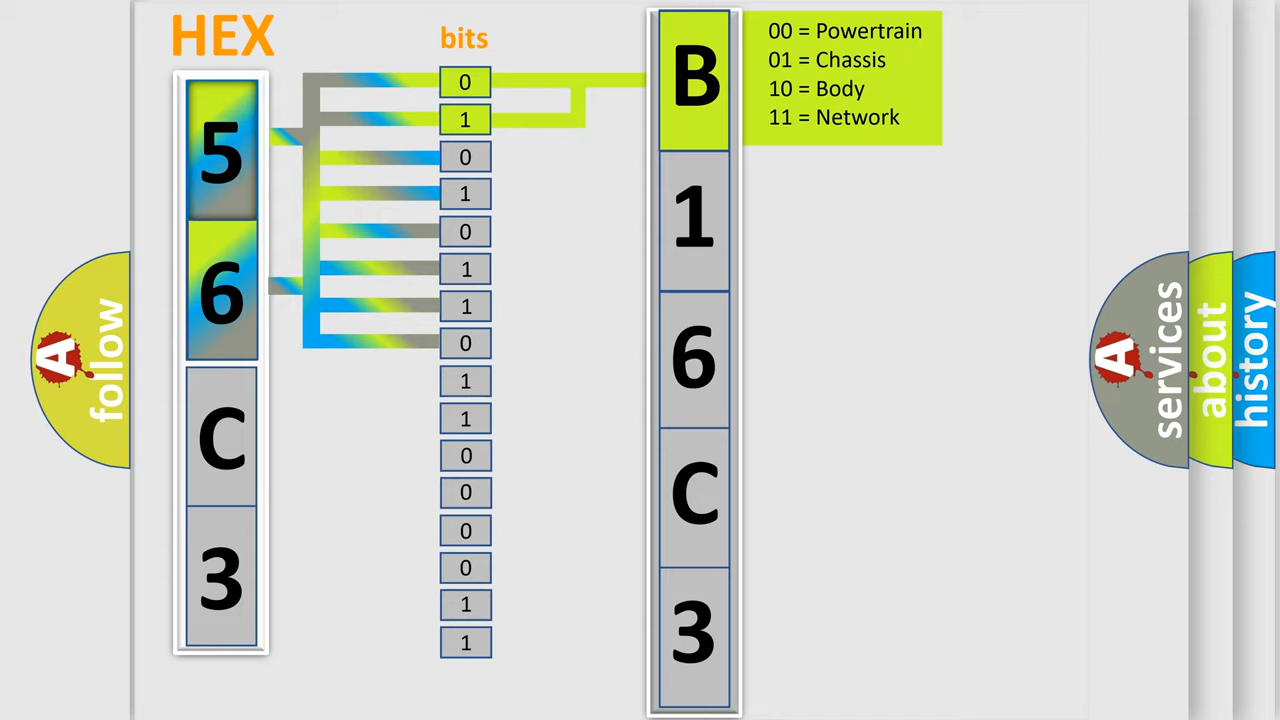 HEX
bits
5
6
C
3
0
1
0
1
0
1
1
0
1
1
0
0
0
0
1
1
B
1
6
C
3
00 = Powertrain
01 = Chassis
10 = Body
11 = Network
A
follow
A
services
about
history